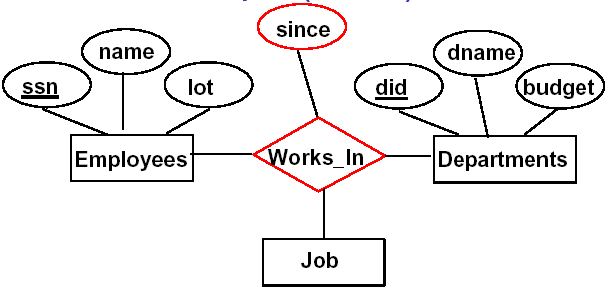 since
name
dname
ssn
lot
did
budget
Employees
Works_In
Departments
Job